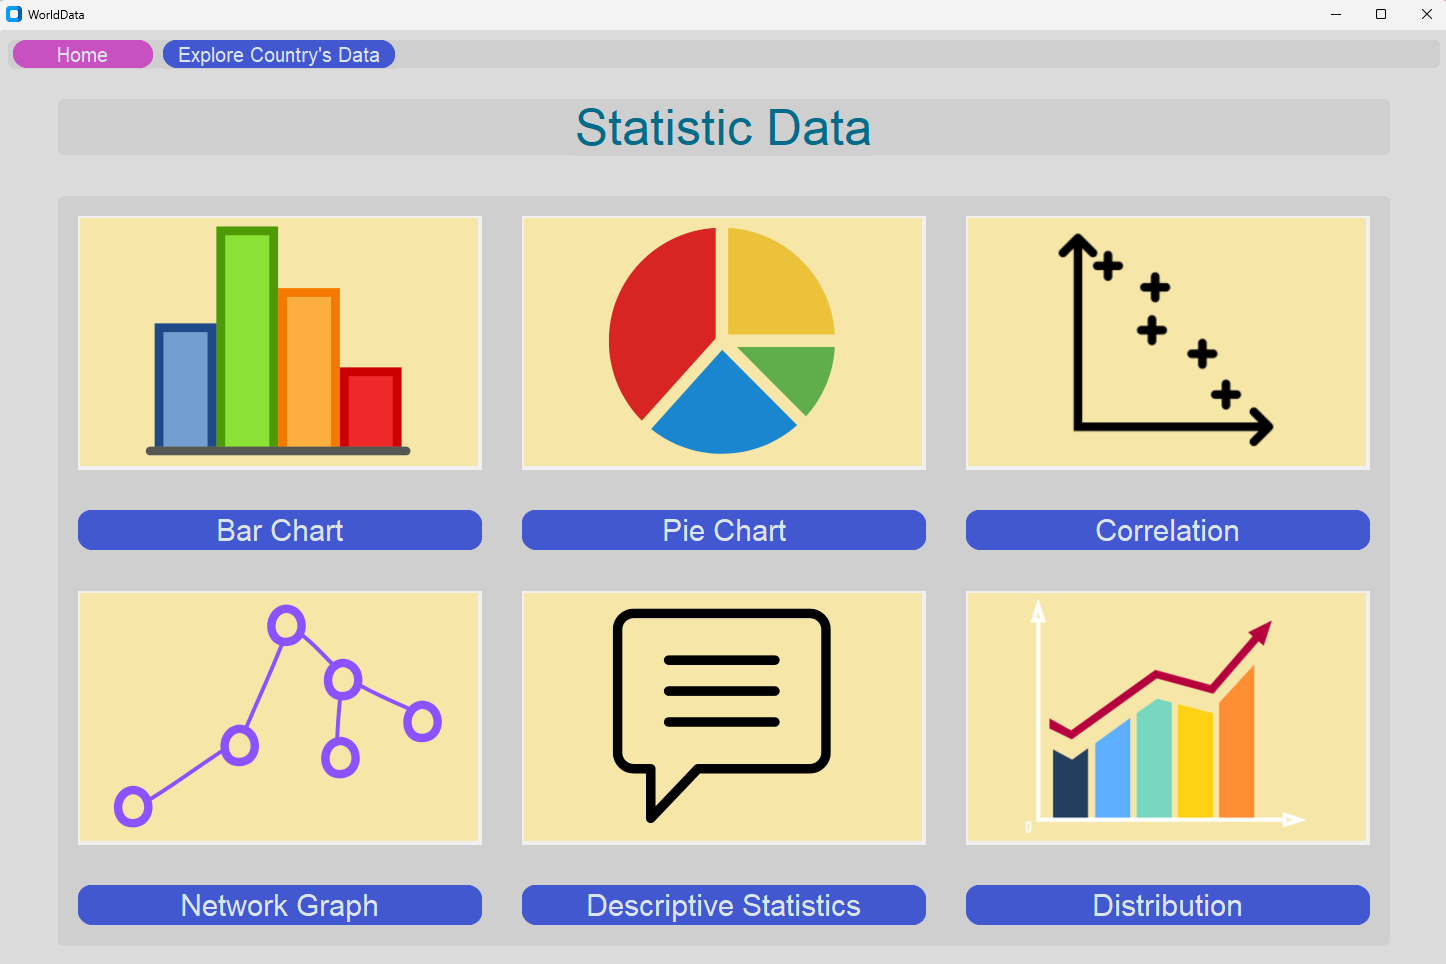 WorldData
Home
Explore Country's Data
Statistic Data
Bar Chart
Pie Chart
Correlation
0
Network Graph
Descriptive Statistics
Distribution